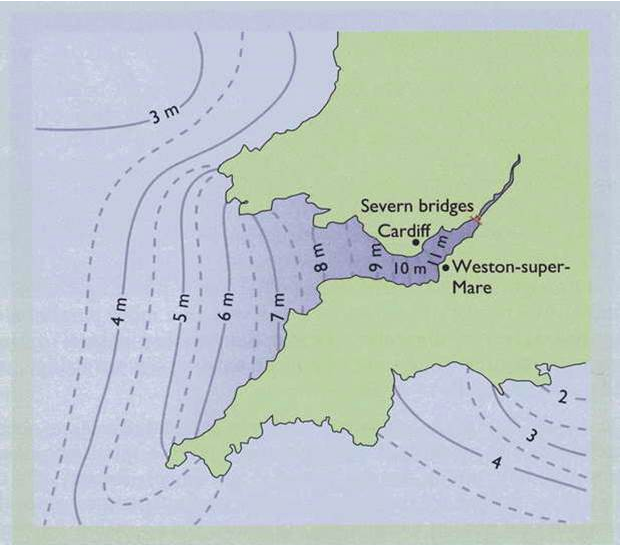 3 m
Severn bridges
Cardiff
4 m
5 m
6 m
7 m
8 m
9 m
10 m
11 m
Weston-super-
Mare
2
3
4